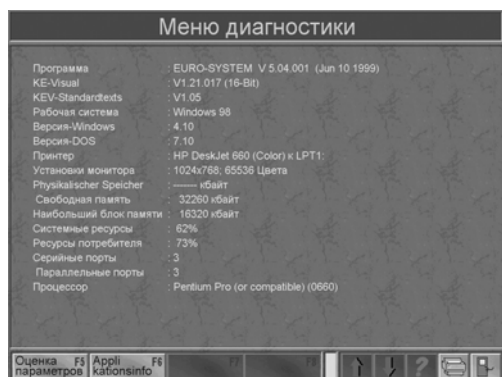 Меню диагностики
Программа : EURO-SYSTEM V 5.04.001 (Jun 10 1999)
KE-Visual : V1.21.017 (16-Bit)
KEV-Standardtexts : V1.05
Рабочая система : Windows 98
Версия-Windows : 4.10
Версия-DOS : 7.10
Принтер : HP DeskJet 660 (Color) к LPT1:
Установки монитора : 1024x768; 65536 Цвета
Physikalischer Speicher : ------- кбайт
Свободная память : 32260 кбайт
Наибольший блок памяти : 16320 кбайт
Системные ресурсы : 62%
Ресурсы потребителя : 73%
Серийные порты : 3
Параллельные порты : 3
Процессор : Pentium Pro (or compatible) (0660)
Оценка F5 Appli F6 F7 F8
параметров kationsinfo
?